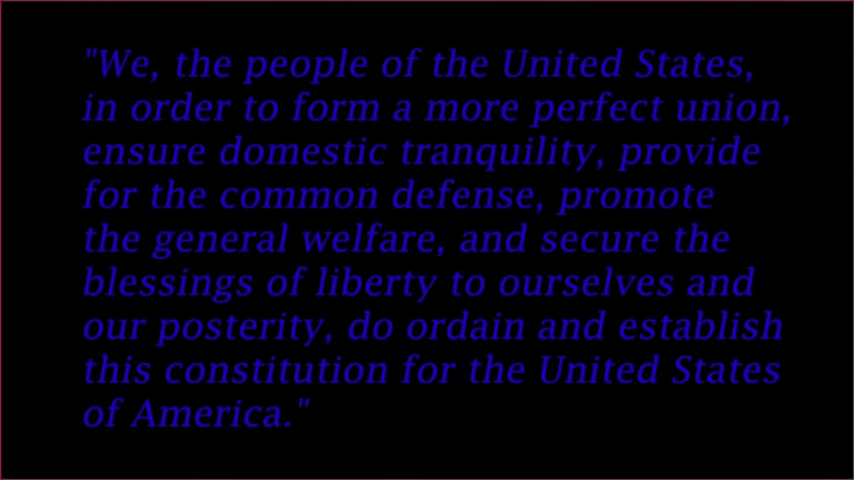 "We, the people of the United States,
in order to form a more perfect union,
ensure domestic tranquility, provide
for the common defense, promote
the general welfare, and secure the
blessings of liberty to ourselves and
our posterity, do ordain and establish
this constitution for the United States
of America."